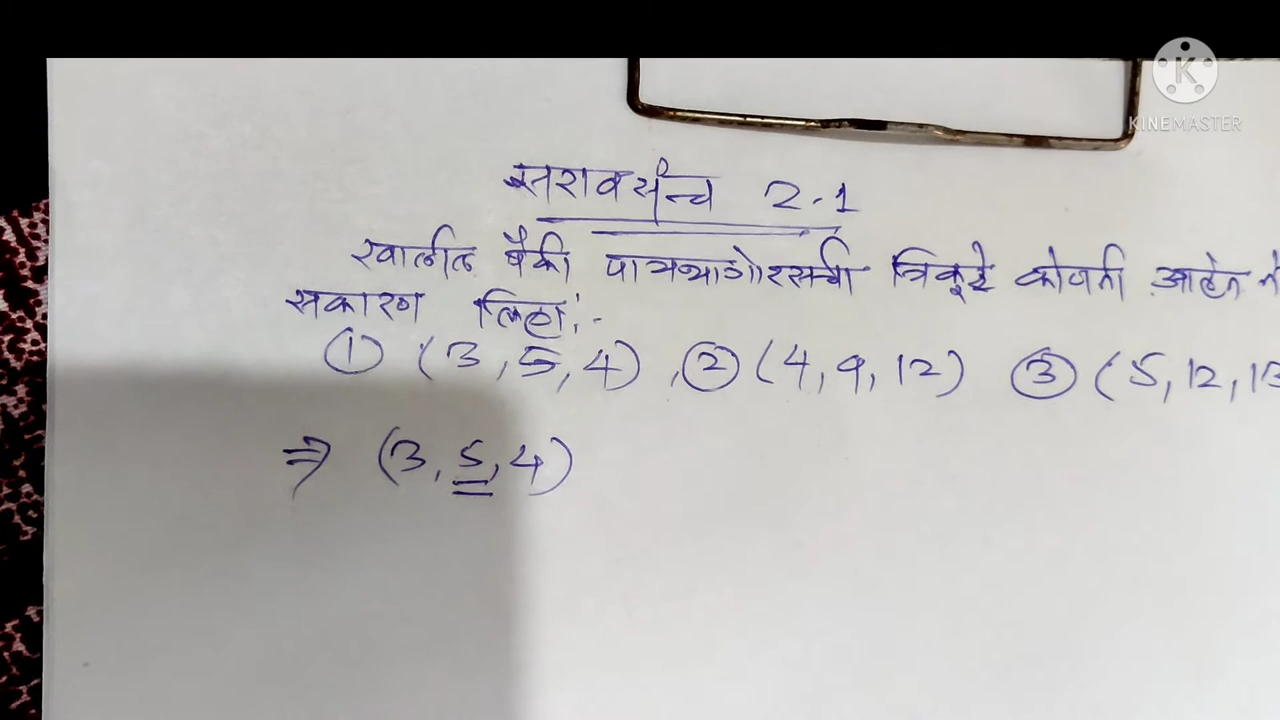 KINEMASTER
सरावसंच 2.1
खालील पैकी पायथागोरसची त्रिकुटे कोणती आहेत ते
सकारण लिहा:-
① (3,5,4), ② (4,9,12) ③ (5,12,13
⇒ (3,5,4)